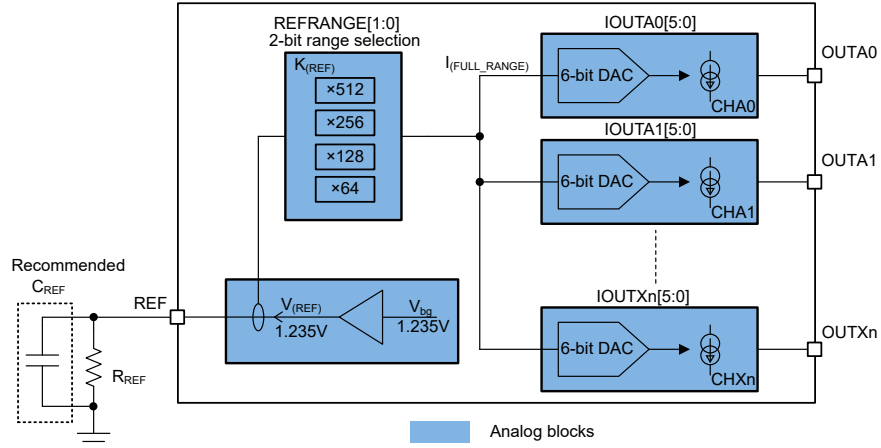 REFRANGE[1:0]
2-bit range selection
K(REF)
×512
×256
×128
×64
I(FULL_RANGE)
IOUTA0[5:0]
6-bit DAC
CHA0
OUTA0
IOUTA1[5:0]
6-bit DAC
CHA1
OUTA1
IOUTXn[5:0]
6-bit DAC
CHXn
OUTXn
Recommended
CREF
REF
RREF
V(REF)
1.235V
Vbg
1.235V
Analog blocks